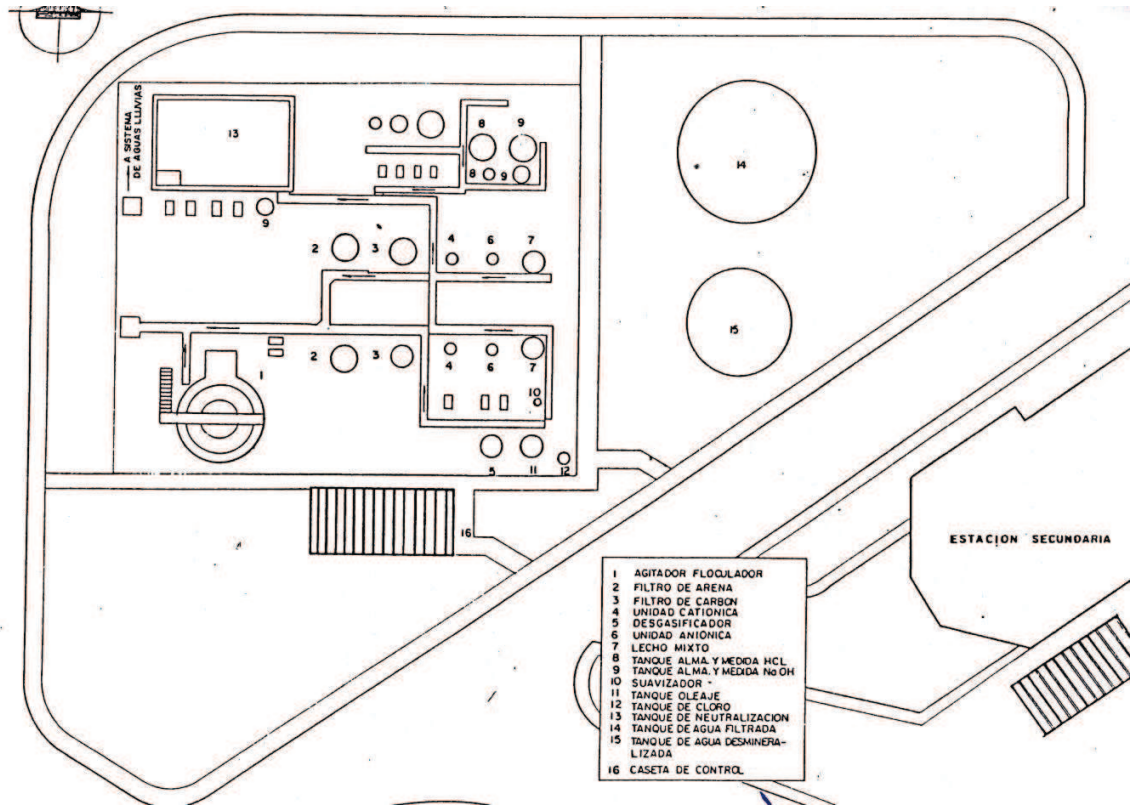 A SISTEMA
DE AGUAS LLUVIAS
13
8
9
8
9
14
9
2
3
4
6
7
15
1
2
3
4
6
7
10
5
11
12
16
ESTACION SECUNDARIA
1 AGITADOR FLOCULADOR
2 FILTRO DE ARENA
3 FILTRO DE CARBON
4 UNIDAD CATIONICA
5 DESGASIFICADOR
6 UNIDAD ANIONICA
7 LECHO MIXTO
8 TANQUE ALMA. Y MEDIDA HCL
9 TANQUE ALMA. Y MEDIDA NaOH
10 SUAVIZADOR -
11 TANQUE OLEAJE
12 TANQUE DE CLORO
13 TANQUE DE NEUTRALIZACION
14 TANQUE DE AGUA FILTRADA
15 TANQUE DE AGUA DESMINERA-
LIZADA
16 CASETA DE CONTROL